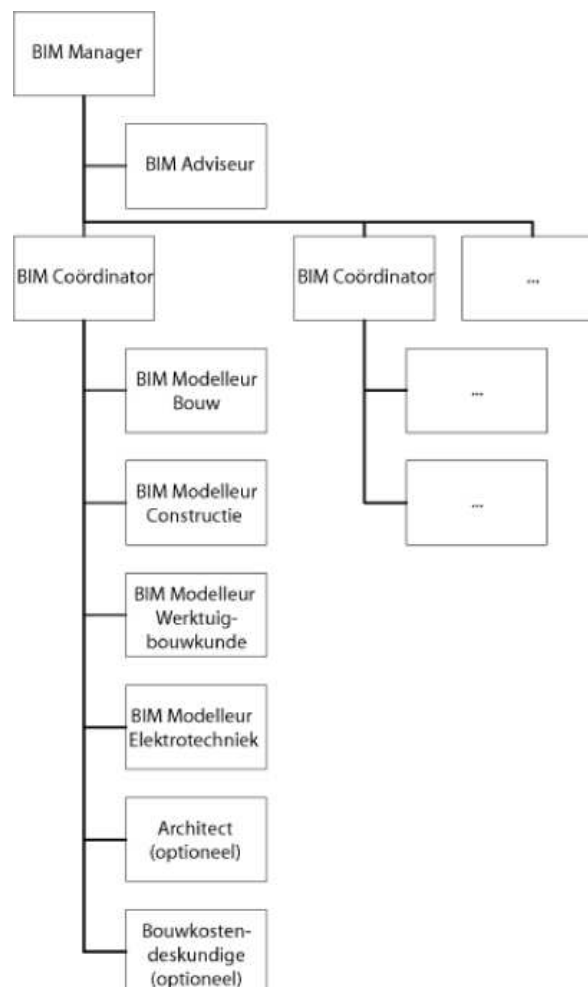 BIM Manager
BIM Adviseur
BIM Coördinator
BIM Coördinator
...
BIM Modelleur
Bouw
...
BIM Modelleur
Constructie
...
BIM Modelleur
Werktuig-
bouwkunde
BIM Modelleur
Elektrotechniek
Architect
(optioneel)
Bouwkosten-
deskundige
(optioneel)